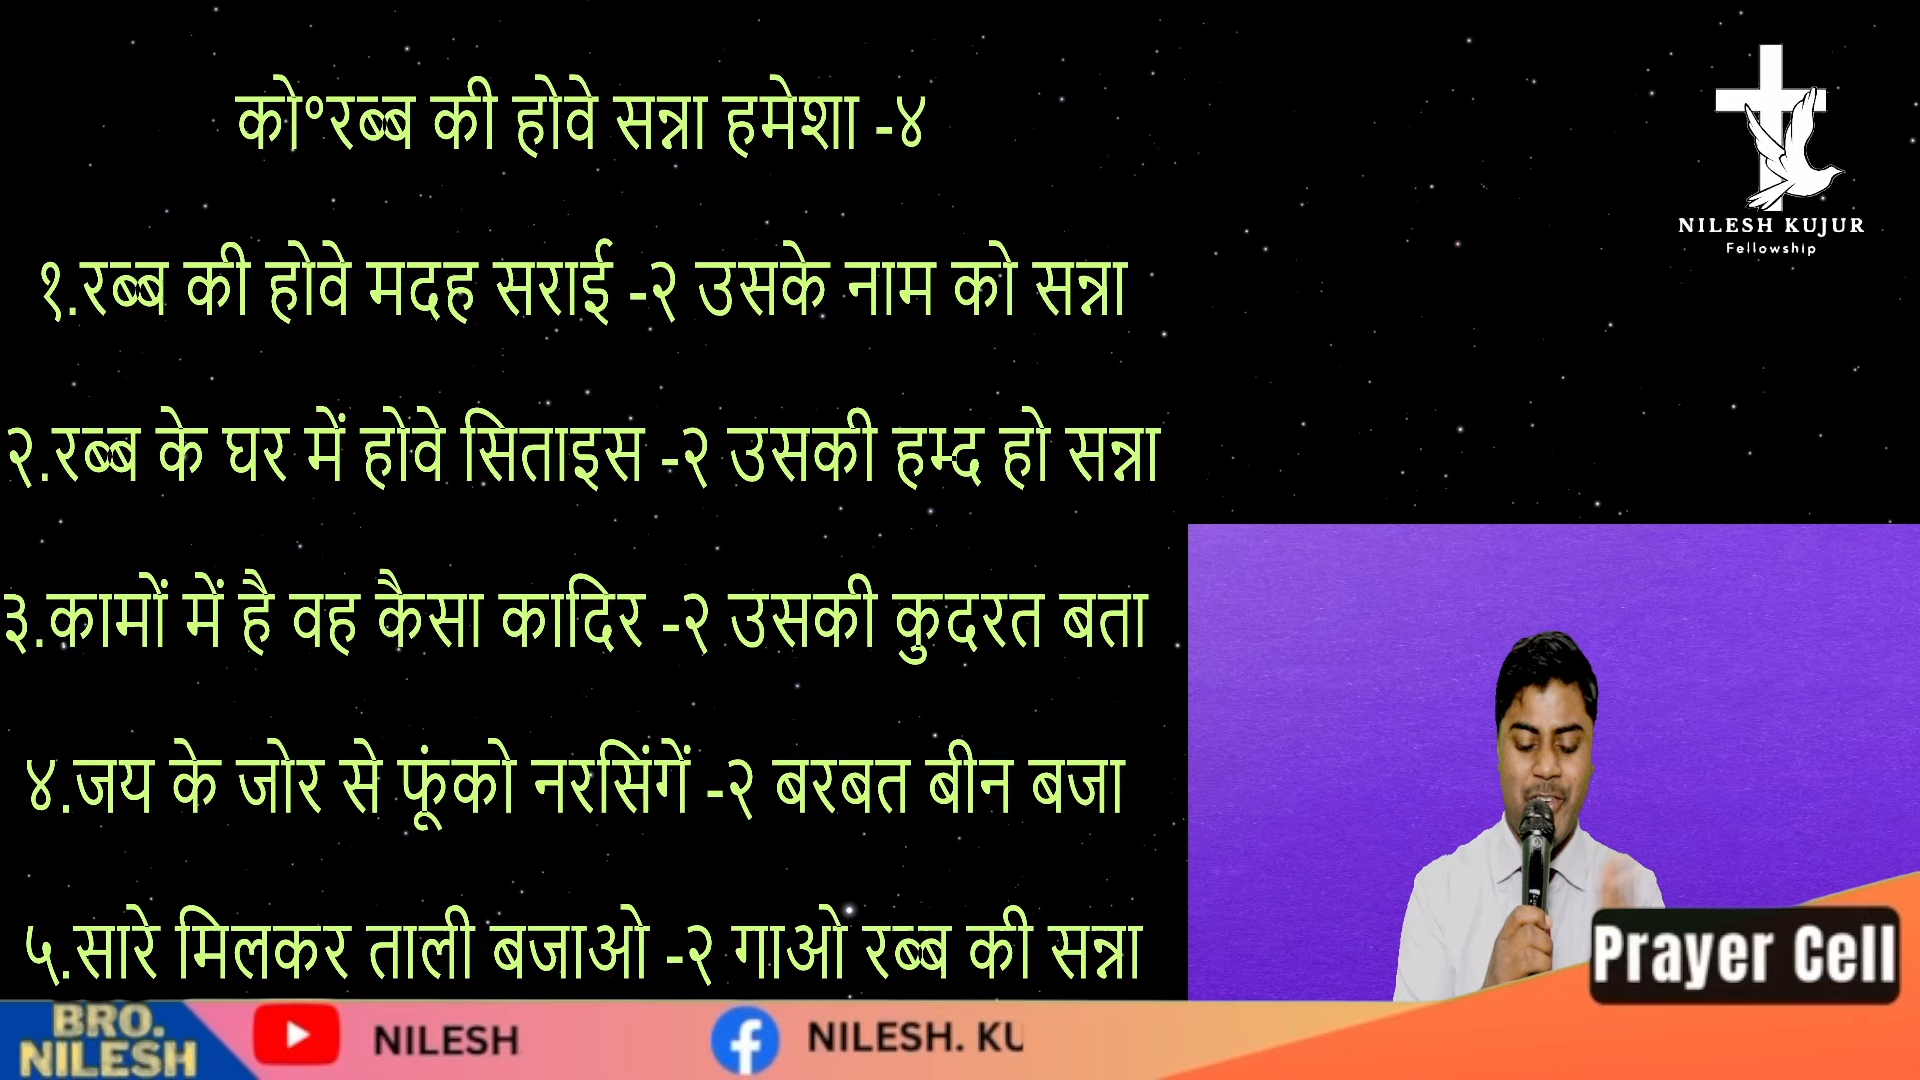 को°रब्ब की होवे सन्ना हमेशा -४
१.रब्ब की होवे मदह सराई -२ उसके नाम को सन्ना
२.रब्ब के घर में होवे सिताइस -२ उसकी हम्द हो सन्ना
३.कामों में है वह कैसा कादिर -२ उसकी कुदरत बता
४.जय के जोर से फूंको नरसिंगें -२ बरबत बीन बजा
५.सारे मिलकर ताली बजाओ -२ गाओ रब्ब की सन्ना
NILESH KUJUR
Fellowship
Prayer Cell
BRO.
NILESH
NILESH
NILESH. KU